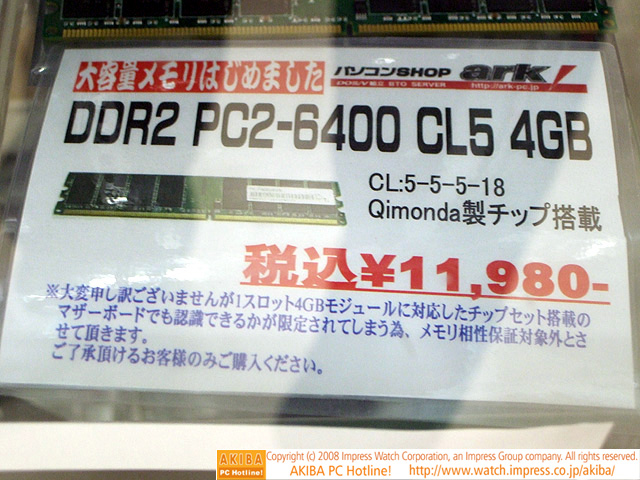 大容量メモリはじめました
パソコンSHOP ark!
DOS/V組立 BTO SERVER http://ark-pc.jp
DDR2 PC2-6400 CL5 4GB
CL:5-5-5-18
Qimonda製チップ搭載
税込¥11,980-
※大変申し訳ございませんが1スロット4GBモジュールに対応したチップセット搭載の
マザーボードでも認識できるかが限定されてしまう為、メモリ相性保証対象外とさ
せて頂きます。
ご了承頂けるお客様のみご購入ください。
AKIBA PC Hotline!
Copyright (c) 2008 Impress Watch Corporation, an Impress Group company. All rights reserved.
AKIBA PC Hotline! http://www.watch.impress.co.jp/akiba/